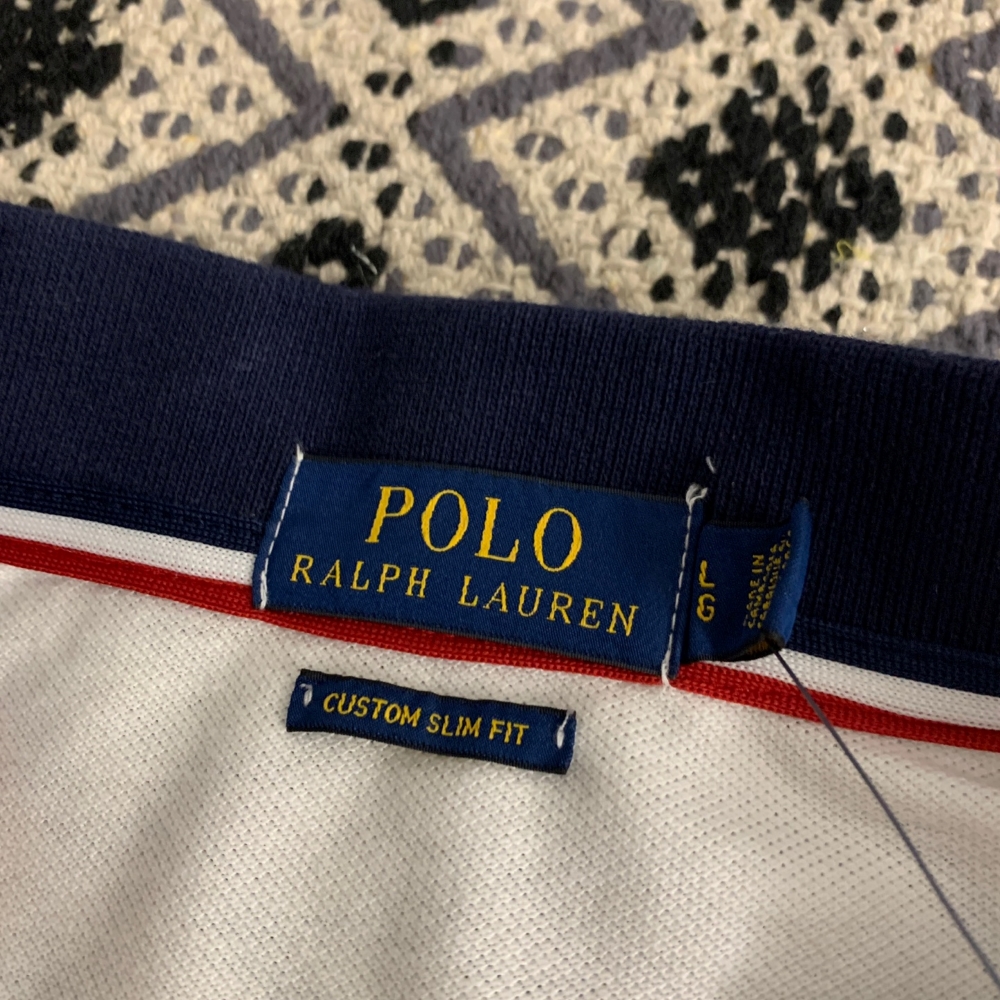 POLO
RALPH LAUREN
L
G
CUSTOM SLIM FIT